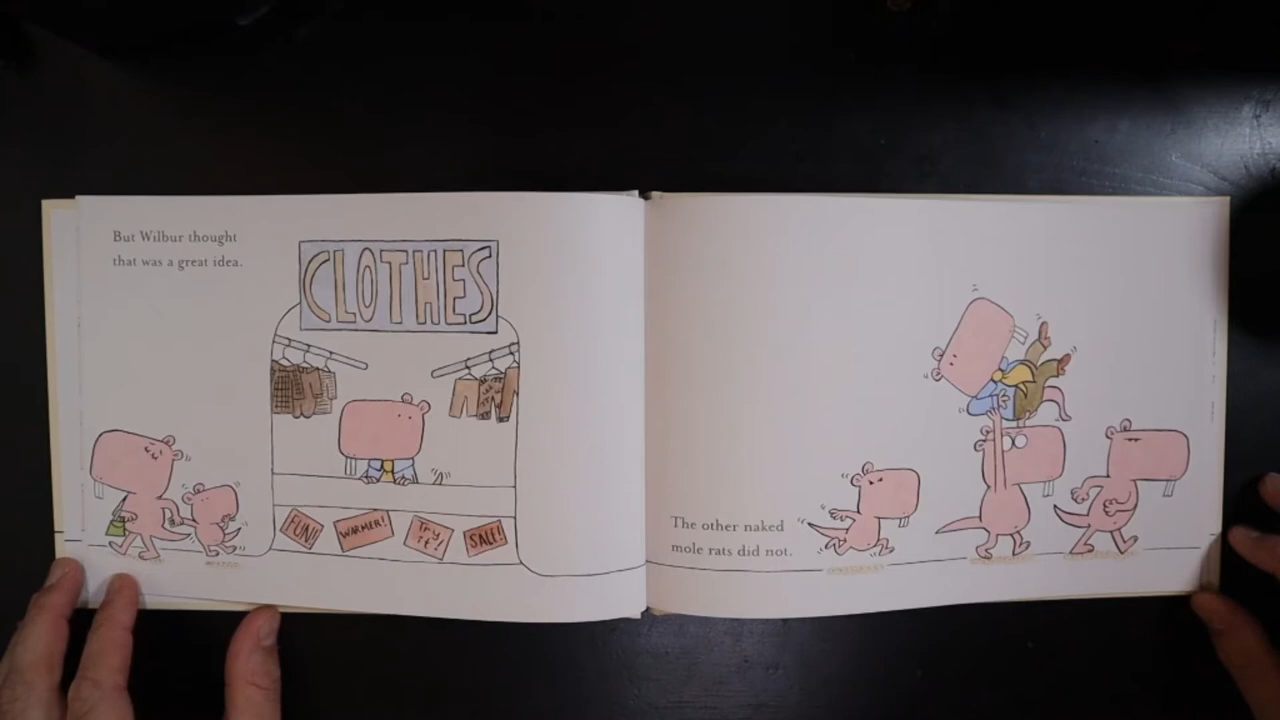 But Wilbur thought
that was a great idea.
CLOTHES
FUN!
WARMER!
Try
it!
SALE!
The other naked
mole rats did not.